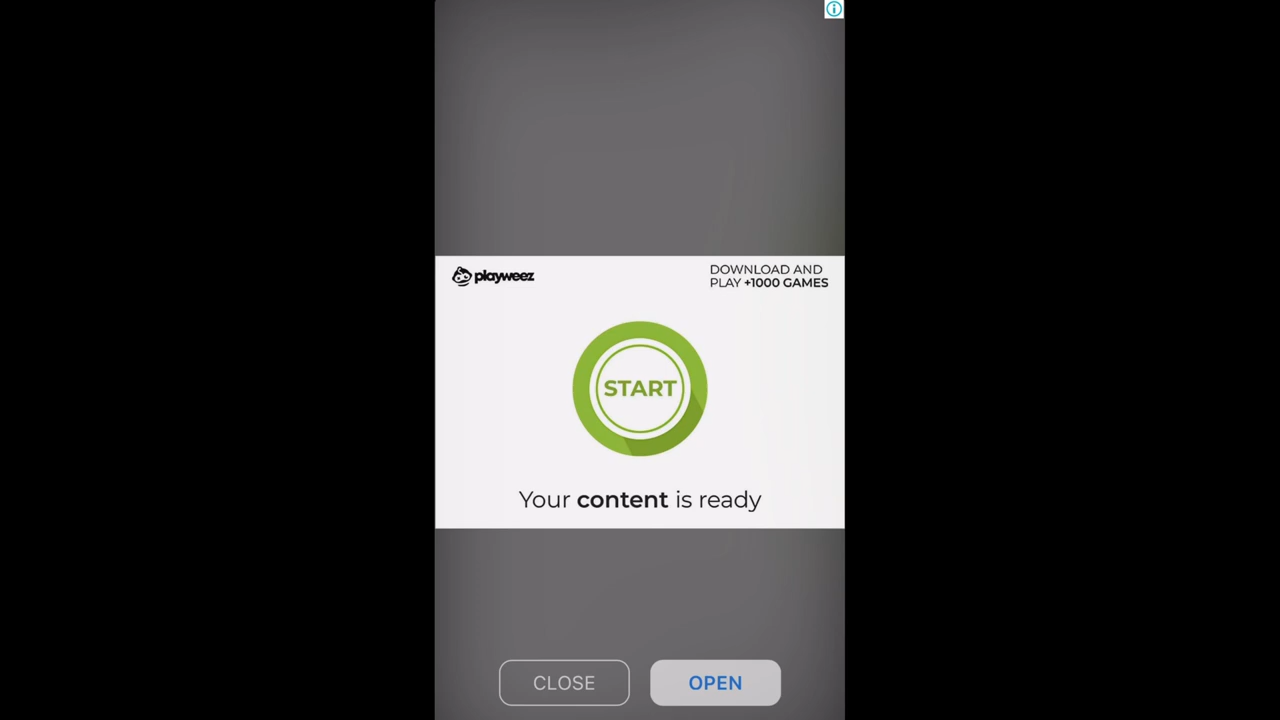 playweez
DOWNLOAD AND
PLAY +1000 GAMES
START
Your content is ready
CLOSE
OPEN